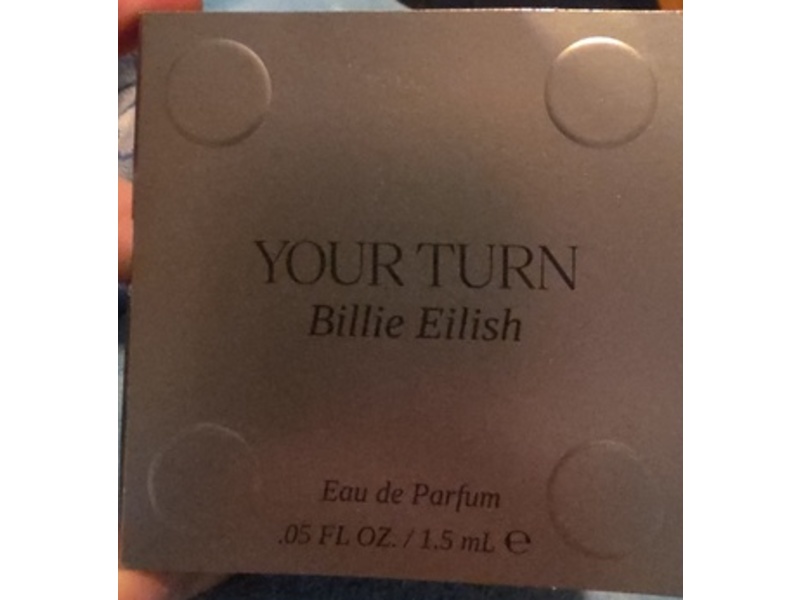 YOUR TURN
Billie Eilish
Eau de Parfum
.05 FL OZ. / 1.5 mL ℮